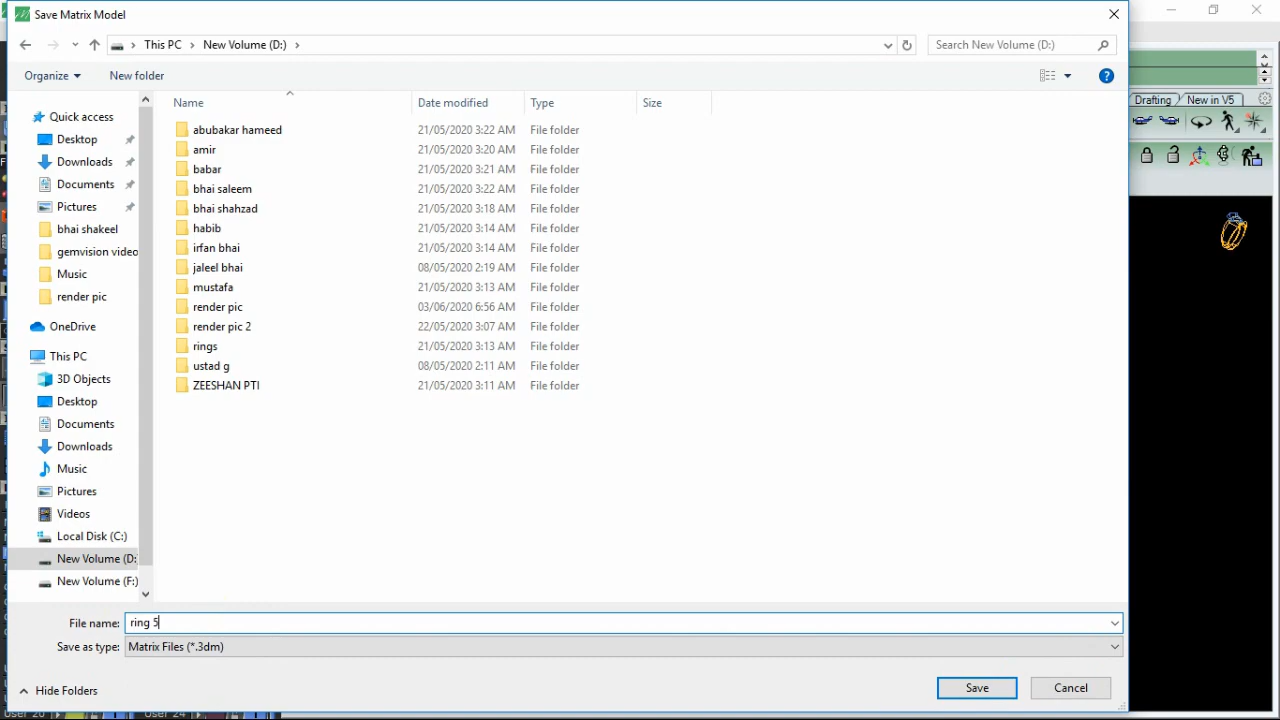 Save Matrix Model
This PC New Volume (D:)
Search New Volume (D:)
Organize New folder
Name Date modified Type Size
Quick access
Desktop
Downloads
Documents
Pictures
bhai shakeel
gemvision video
Music
render pic
OneDrive
This PC
3D Objects
Desktop
Documents
Downloads
Music
Pictures
Videos
Local Disk (C:)
New Volume (D:
New Volume (F:)
abubakar hameed 21/05/2020 3:22 AM File folder
amir 21/05/2020 3:20 AM File folder
babar 21/05/2020 3:21 AM File folder
bhai saleem 21/05/2020 3:22 AM File folder
bhai shahzad 21/05/2020 3:18 AM File folder
habib 21/05/2020 3:14 AM File folder
irfan bhai 21/05/2020 3:14 AM File folder
jaleel bhai 08/05/2020 2:19 AM File folder
mustafa 21/05/2020 3:13 AM File folder
render pic 03/06/2020 6:56 AM File folder
render pic 2 22/05/2020 3:07 AM File folder
rings 21/05/2020 3:13 AM File folder
ustad g 08/05/2020 2:11 AM File folder
ZEESHAN PTI 21/05/2020 3:11 AM File folder
File name: ring 5
Save as type: Matrix Files (*.3dm)
Hide Folders
Save Cancel
Drafting New in V5
User 20 User 24